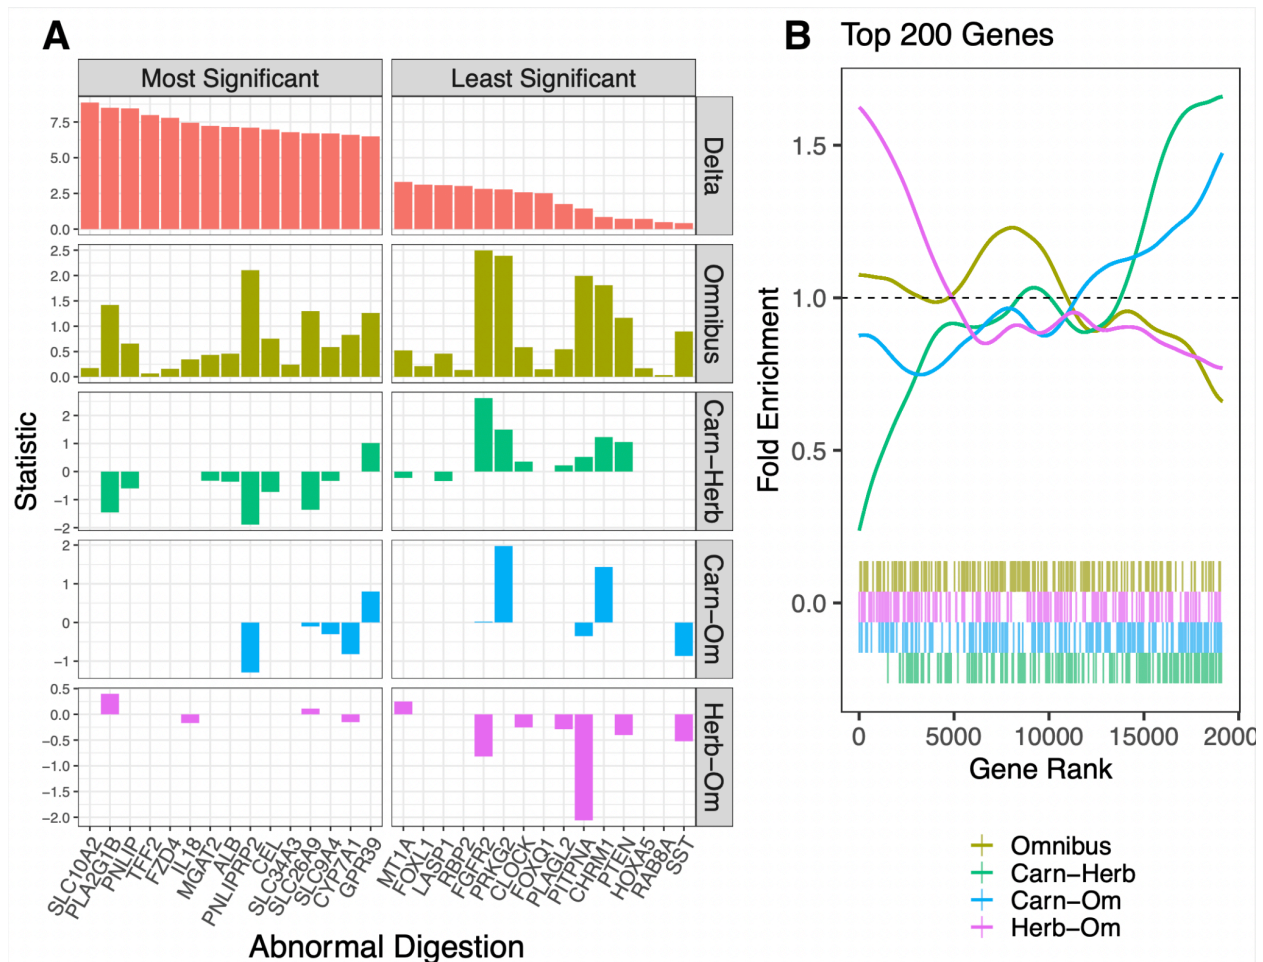 A
Most Significant
Least Significant
7.5
5.0
2.5
0.0
Delta
2.5
2.0
1.5
1.0
0.5
0.0
Omnibus
2
1
0
−1
−2
Carn−Herb
2
1
0
−1
Carn−Om
0.5
0.0
−0.5
−1.0
−1.5
−2.0
Herb−Om
Statistic
SLC10A2
PLA2G1B
PNLIP
TFF2
FZD4
IL18
MGAT2
ALB
PNLIPRP2
CEL
SLC34A3
SLC26A9
SLC9A4
CYP7A1
GPR39
MT1A
FOXL1
LASP1
RBP2
FGFR2
PRKG2
CLOCK
FOXO1
PLAGL2
PITPNA
CHRM1
PTEN
HOXA5
RAB8A
SST
Abnormal Digestion
B
Top 200 Genes
1.5
1.0
0.5
0.0
Fold Enrichment
0 5000 10000 15000 2000
Gene Rank
Omnibus
Carn−Herb
Carn−Om
Herb−Om